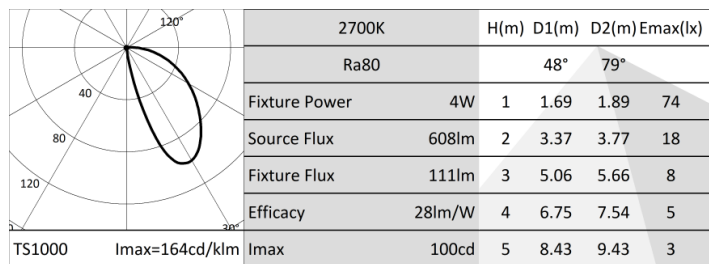 120°
40
80
120
30°
TS1000 Imax=164cd/klm
2700K H(m) D1(m) D2(m) Emax(lx)
Ra80 48° 79°
Fixture Power 4W 1 1.69 1.89 74
Source Flux 608lm 2 3.37 3.77 18
Fixture Flux 111lm 3 5.06 5.66 8
Efficacy 28lm/W 4 6.75 7.54 5
Imax 100cd 5 8.43 9.43 3